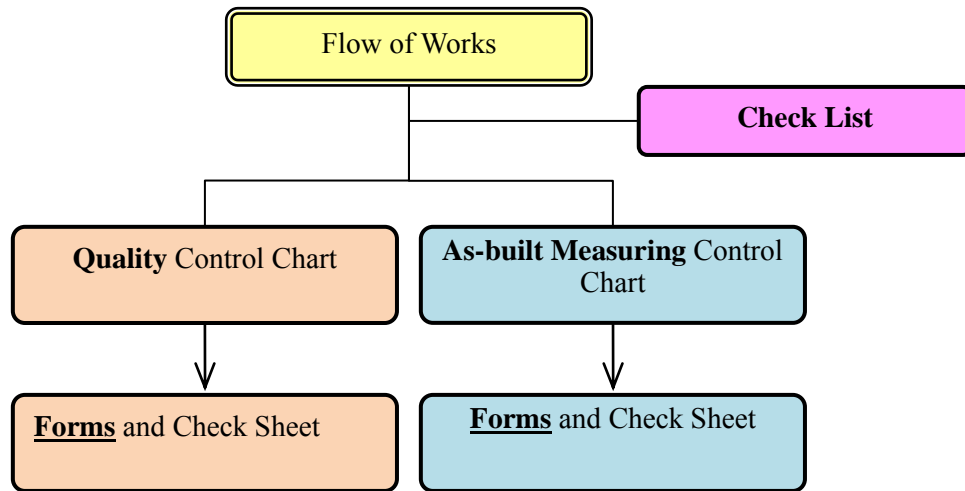 Flow of Works
Check List
Quality Control Chart
As-built Measuring Control
Chart
Forms and Check Sheet
Forms and Check Sheet